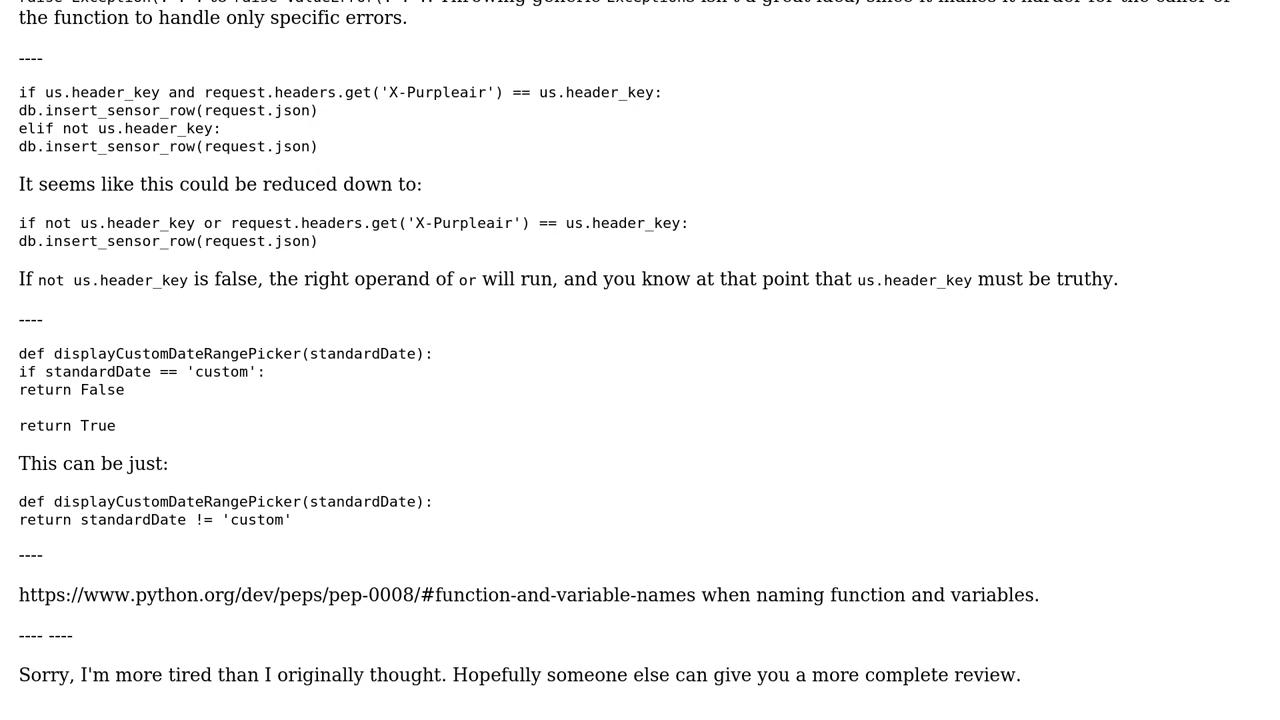 the function to handle only specific errors.
----
if us.header_key and request.headers.get('X-Purpleair') == us.header_key:
db.insert_sensor_row(request.json)
elif not us.header_key:
db.insert_sensor_row(request.json)
It seems like this could be reduced down to:
if not us.header_key or request.headers.get('X-Purpleair') == us.header_key:
db.insert_sensor_row(request.json)
If not us.header_key is false, the right operand of or will run, and you know at that point that us.header_key must be truthy.
----
def displayCustomDateRangePicker(standardDate):
if standardDate == 'custom':
return False
return True
This can be just:
def displayCustomDateRangePicker(standardDate):
return standardDate != 'custom'
----
https://www.python.org/dev/peps/pep-0008/#function-and-variable-names when naming function and variables.
---- ----
Sorry, I'm more tired than I originally thought. Hopefully someone else can give you a more complete review.